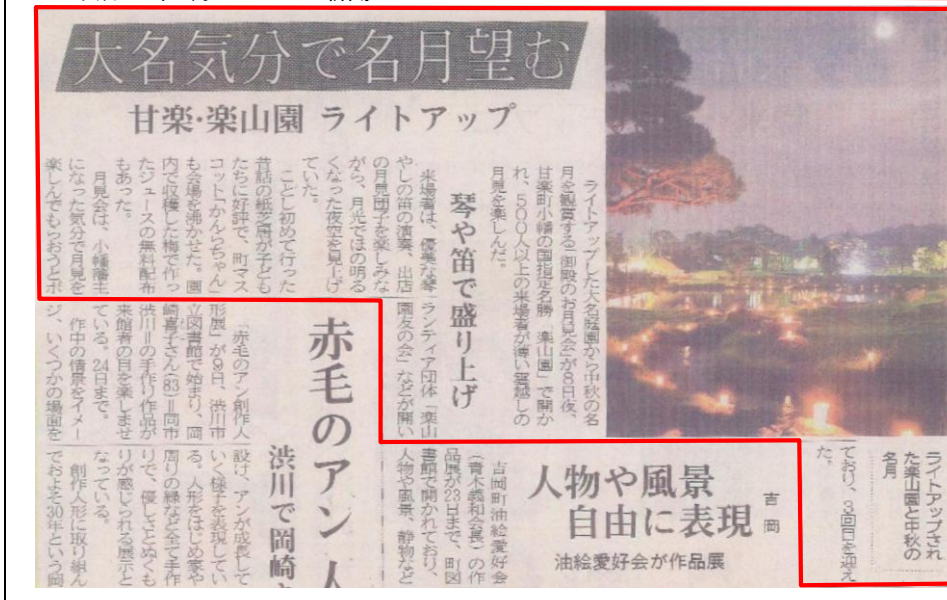 大名気分で名月望む
甘楽・楽山園 ライトアップ
琴や笛で盛り上げ
ライトアップした大名庭園から中秋の名
月を観賞する「御殿のお月見会」が8日夜、
甘楽町小幡の国指定名勝「楽山園」で開か
れ、500人以上の来場者が薄い雲越しの
月見を楽しんだ。
来場者は、優美な琴
やしの笛の演奏、出店
の月見団子を楽しみな
がら、月光でほの明る
くなった夜空を見上げ
ていた。
ことし初めて行った
昔話の紙芝居が子ども
たちに好評で、町マス
コット「かんらちゃん」
も会場を沸かせた。園
内で収穫した梅で作っ
たジュースの無料配布
もあった。
月見会は、小幡藩主
になった気分で月見を
楽しんでもらおうとボ
ランティア団体「楽山
園友の会」などが開い
ており、3回目を迎え
た。
ライトアップされ
た楽山園と中秋の
名月
人物や風景
自由に表現
吉岡
油絵愛好会が作品展
吉岡町油絵愛好会
(青木義和会長)の作
品展が23日まで、町図
書館で開かれており、
人物や風景、静物など
赤毛のアン 人
渋川で岡崎
「赤毛のアン創作人
形展」が9日、渋川市
立図書館で始まり、岡
崎喜子さん(83)=同市
渋川=の手作り作品が
来館者の目を楽しませ
ている。24日まで。
作中の情景をイメー
ジ、いくつかの場面を
設け、アンが成長して
いく様子を表現してい
る。人形をはじめ家や
周りの緑など全て手作
りで、優しさとぬくも
りが感じられる展示と
なっている。
創作人形に取り組ん
でおよそ30年という岡